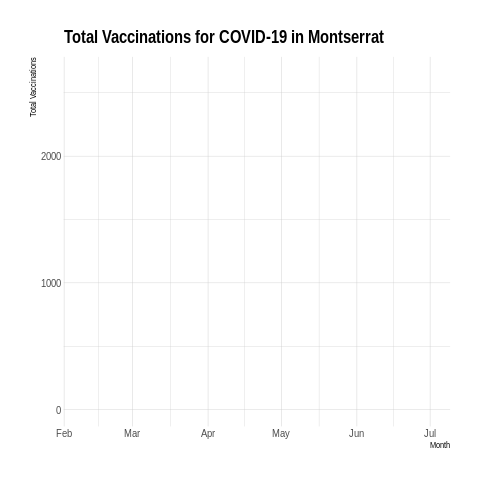 Total Vaccinations for COVID-19 in Montserrat
Total Vaccinations
2000
1000
0
Feb Mar Apr May Jun Jul
Month